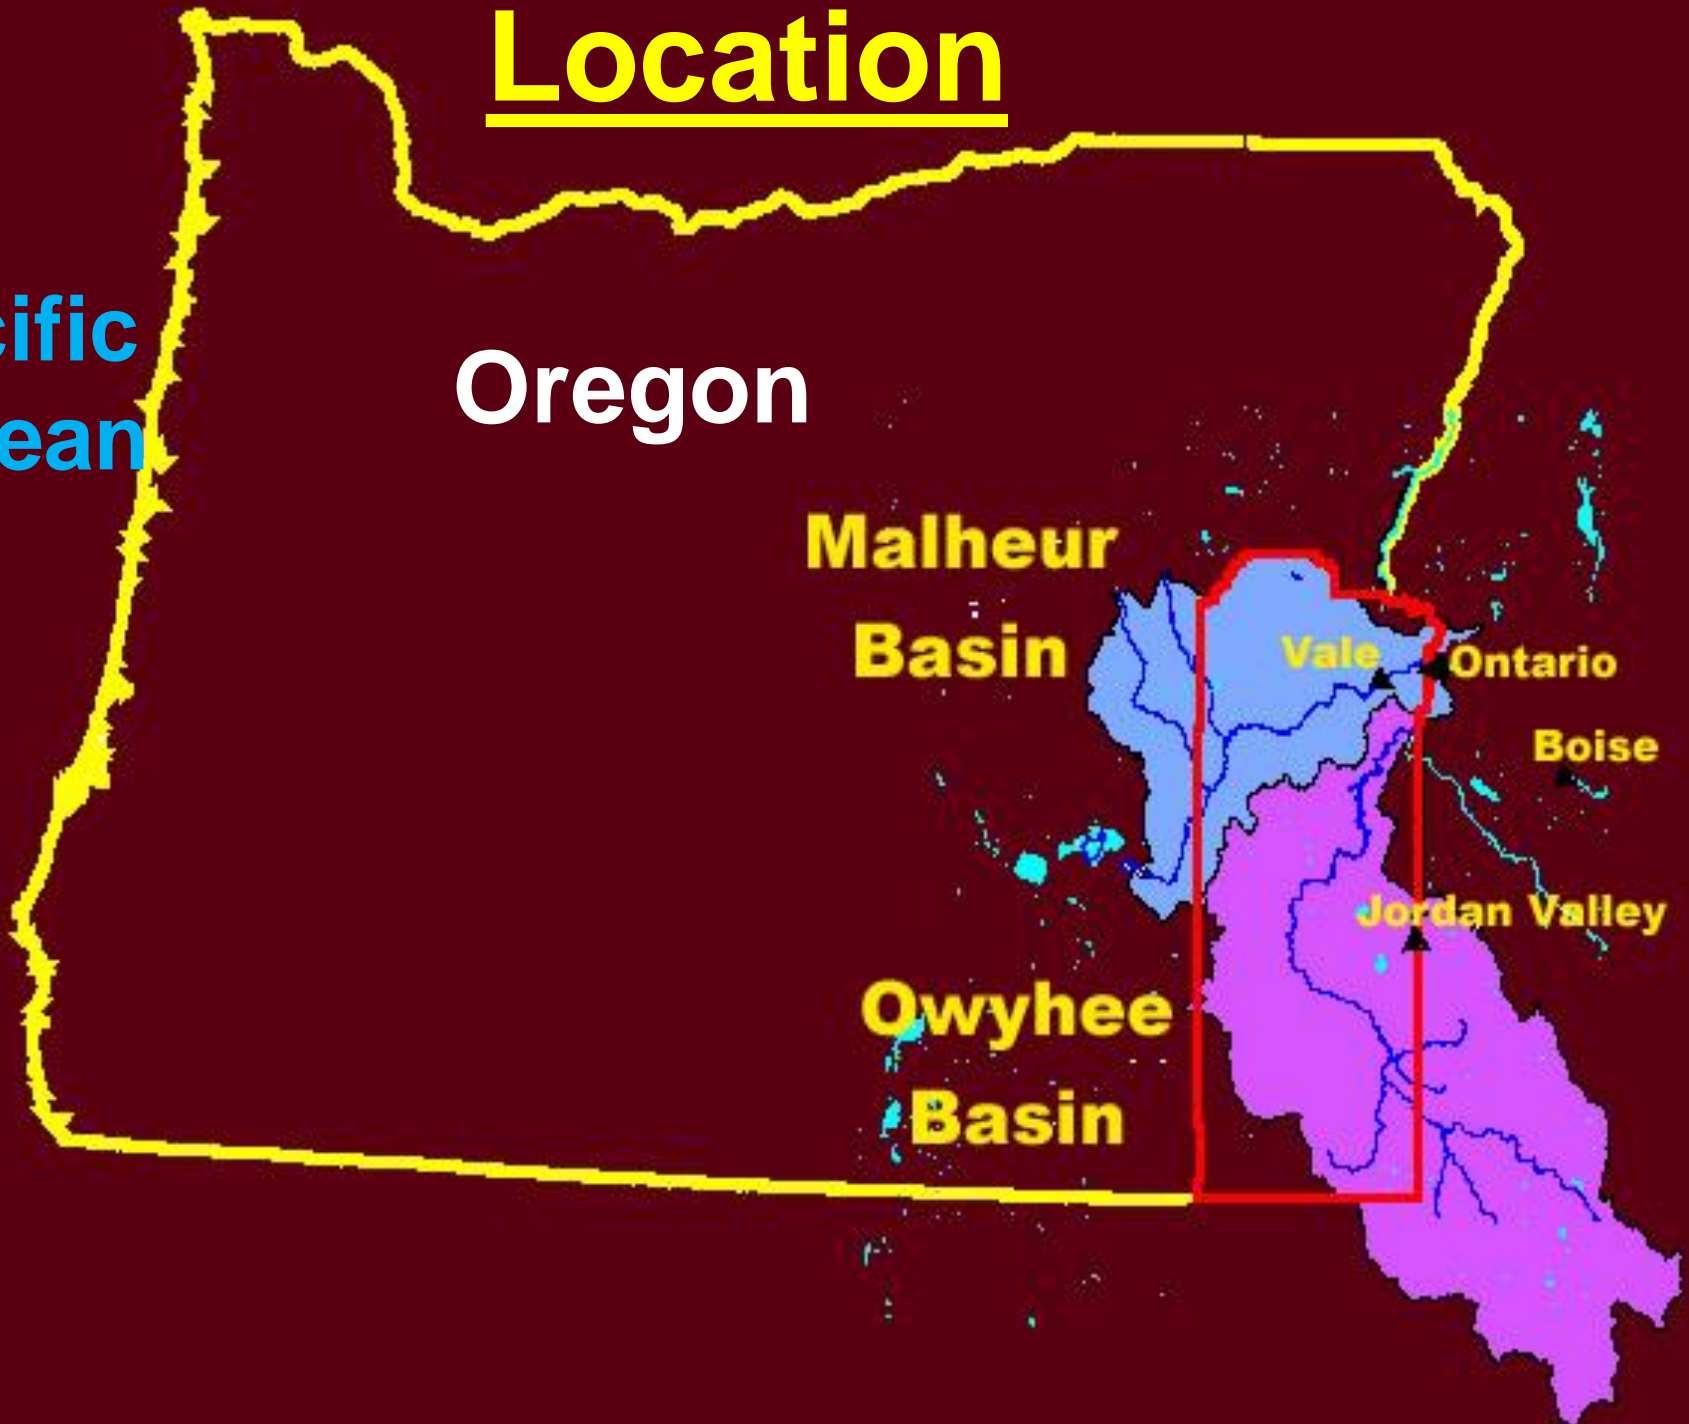 Location
cific
ean
Oregon
Malheur
Basin
Vale
Ontario
Boise
Jordan Valley
Owyhee
Basin